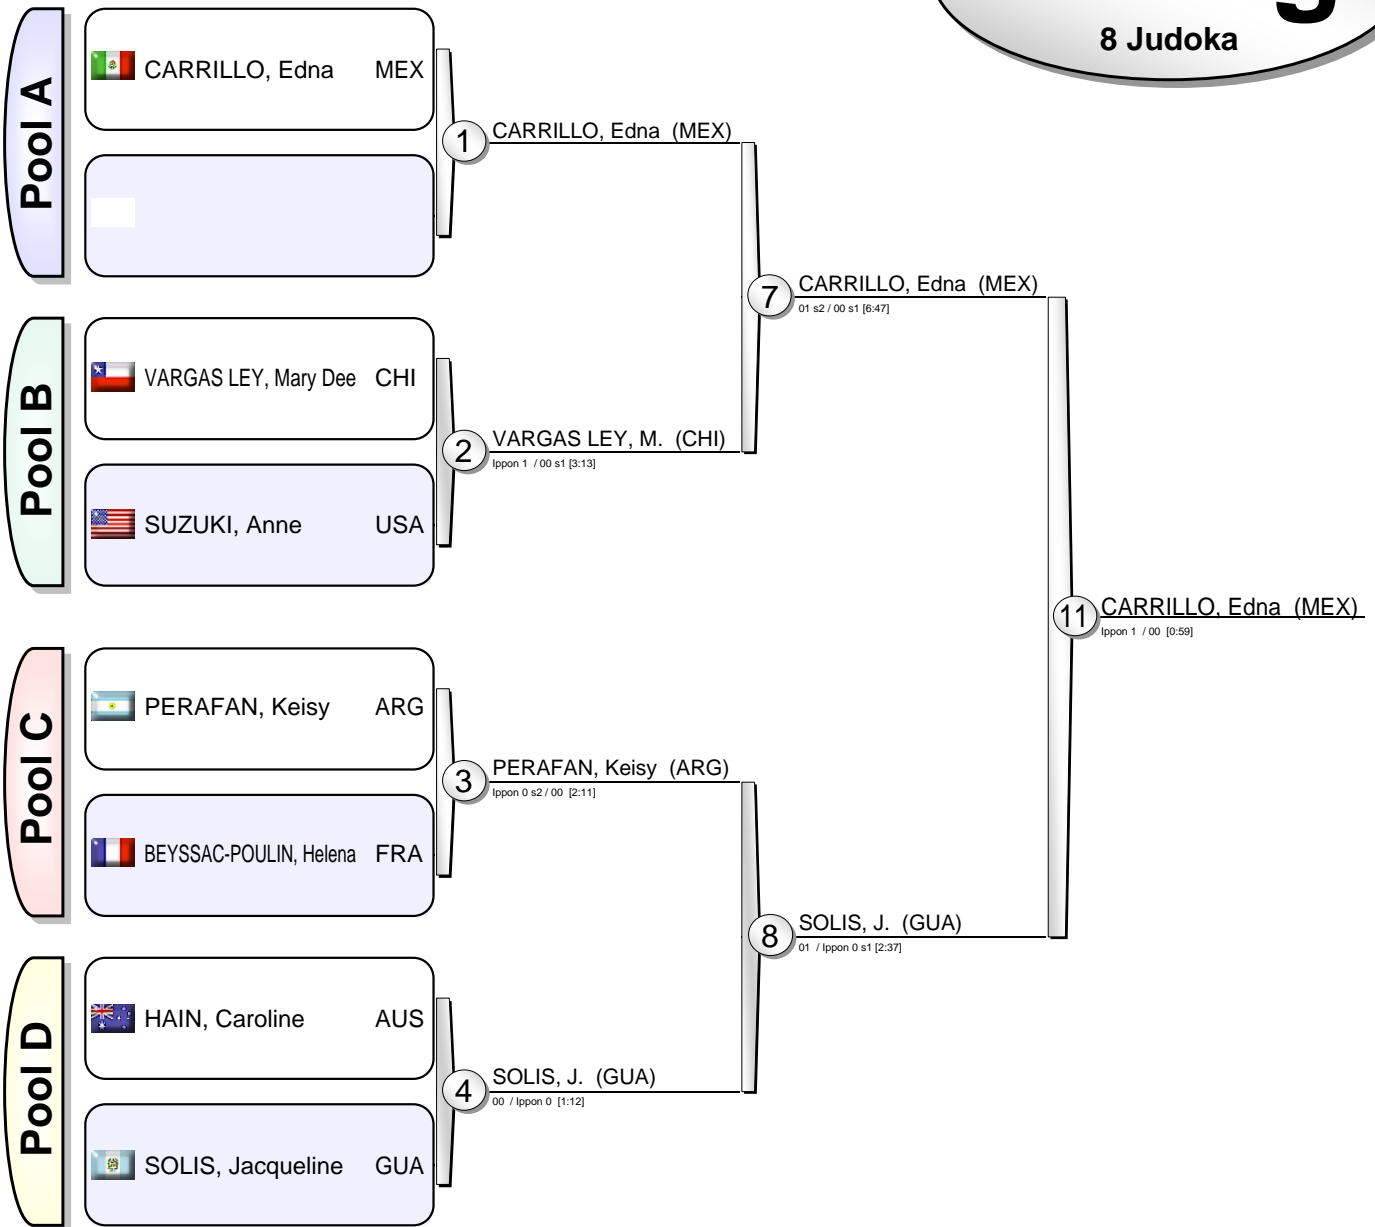 8 Judoka
Pool A
CARRILLO, Edna MEX
1
CARRILLO, Edna (MEX)
7
CARRILLO, Edna (MEX)
01 s2 / 00 s1 [6:47]
Pool B
VARGAS LEY, Mary Dee CHI
2
VARGAS LEY, M. (CHI)
Ippon 1 / 00 s1 [3:13]
SUZUKI, Anne USA
11
CARRILLO, Edna (MEX)
Ippon 1 / 00 [0:59]
Pool C
PERAFAN, Keisy ARG
3
PERAFAN, Keisy (ARG)
Ippon 0 s2 / 00 [2:11]
BEYSSAC-POULIN, Helena FRA
8
SOLIS, J. (GUA)
01 / Ippon 0 s1 [2:37]
Pool D
HAIN, Caroline AUS
4
SOLIS, J. (GUA)
00 / Ippon 0 [1:12]
SOLIS, Jacqueline GUA